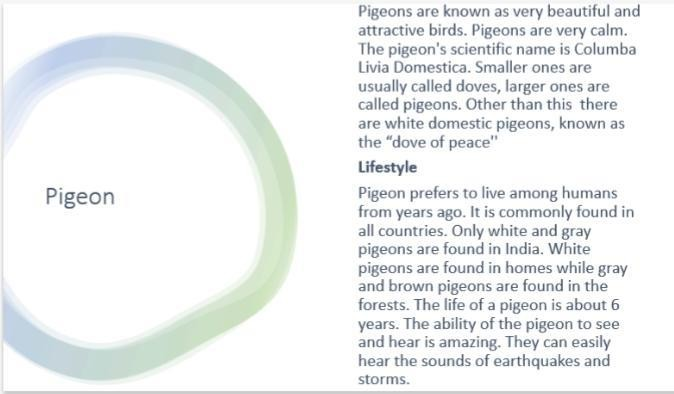 Pigeon
Pigeons are known as very beautiful and
attractive birds. Pigeons are very calm.
The pigeon's scientific name is Columba
Livia Domestica. Smaller ones are
usually called doves, larger ones are
called pigeons. Other than this  there
are white domestic pigeons, known as
the “dove of peace''
Lifestyle
Pigeon prefers to live among humans
from years ago. It is commonly found in
all countries. Only white and gray
pigeons are found in India. White
pigeons are found in homes while gray
and brown pigeons are found in the
forests. The life of a pigeon is about 6
years. The ability of the pigeon to see
and hear is amazing. They can easily
hear the sounds of earthquakes and
storms.